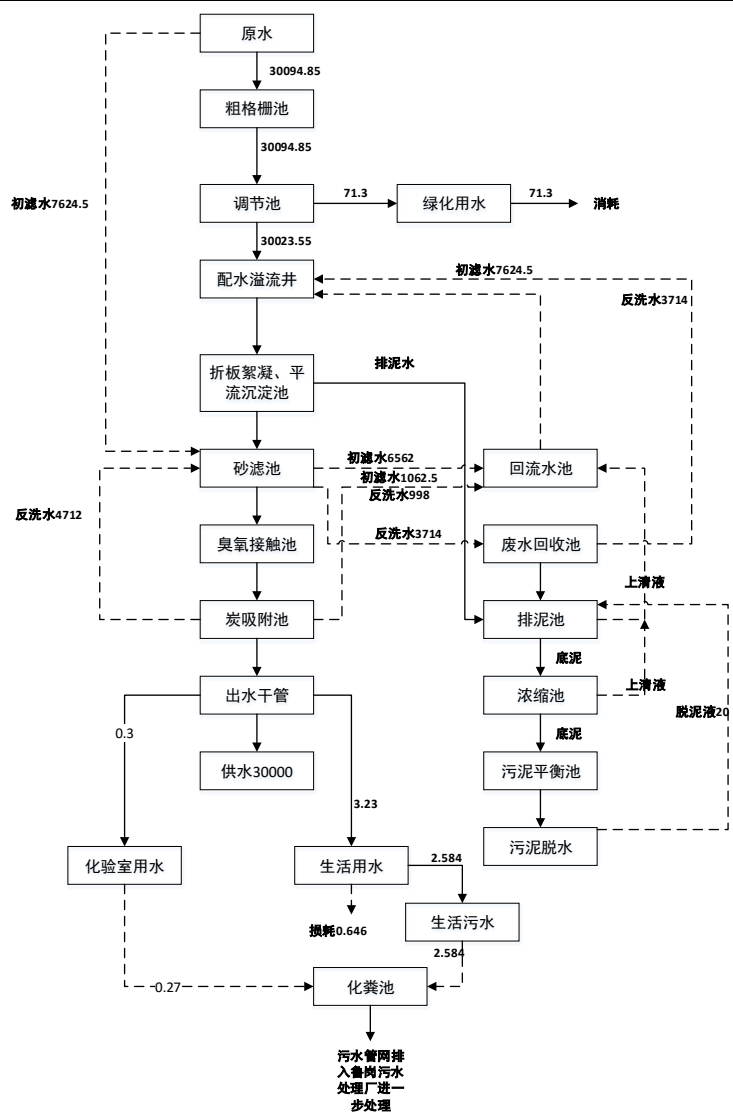 原水
30094.85
粗格栅池
30094.85
初滤水7624.5
调节池
71.3
绿化用水
71.3
消耗
30023.55
配水溢流井
初滤水7624.5
反洗水3714
折板絮凝、平
流沉淀池
排泥水
砂滤池
初滤水6562
回流水池
初滤水1062.5
反洗水998
反洗水4712
臭氧接触池
反洗水3714
废水回收池
上清液
炭吸附池
排泥池
底泥
出水干管
浓缩池
上清液
脱泥液20
0.3
底泥
供水30000
污泥平衡池
3.23
污泥脱水
化验室用水
生活用水
2.584
生活污水
损耗0.646
2.584
0.27
化粪池
污水管网排
入鲁岗污水
处理厂进一
步处理